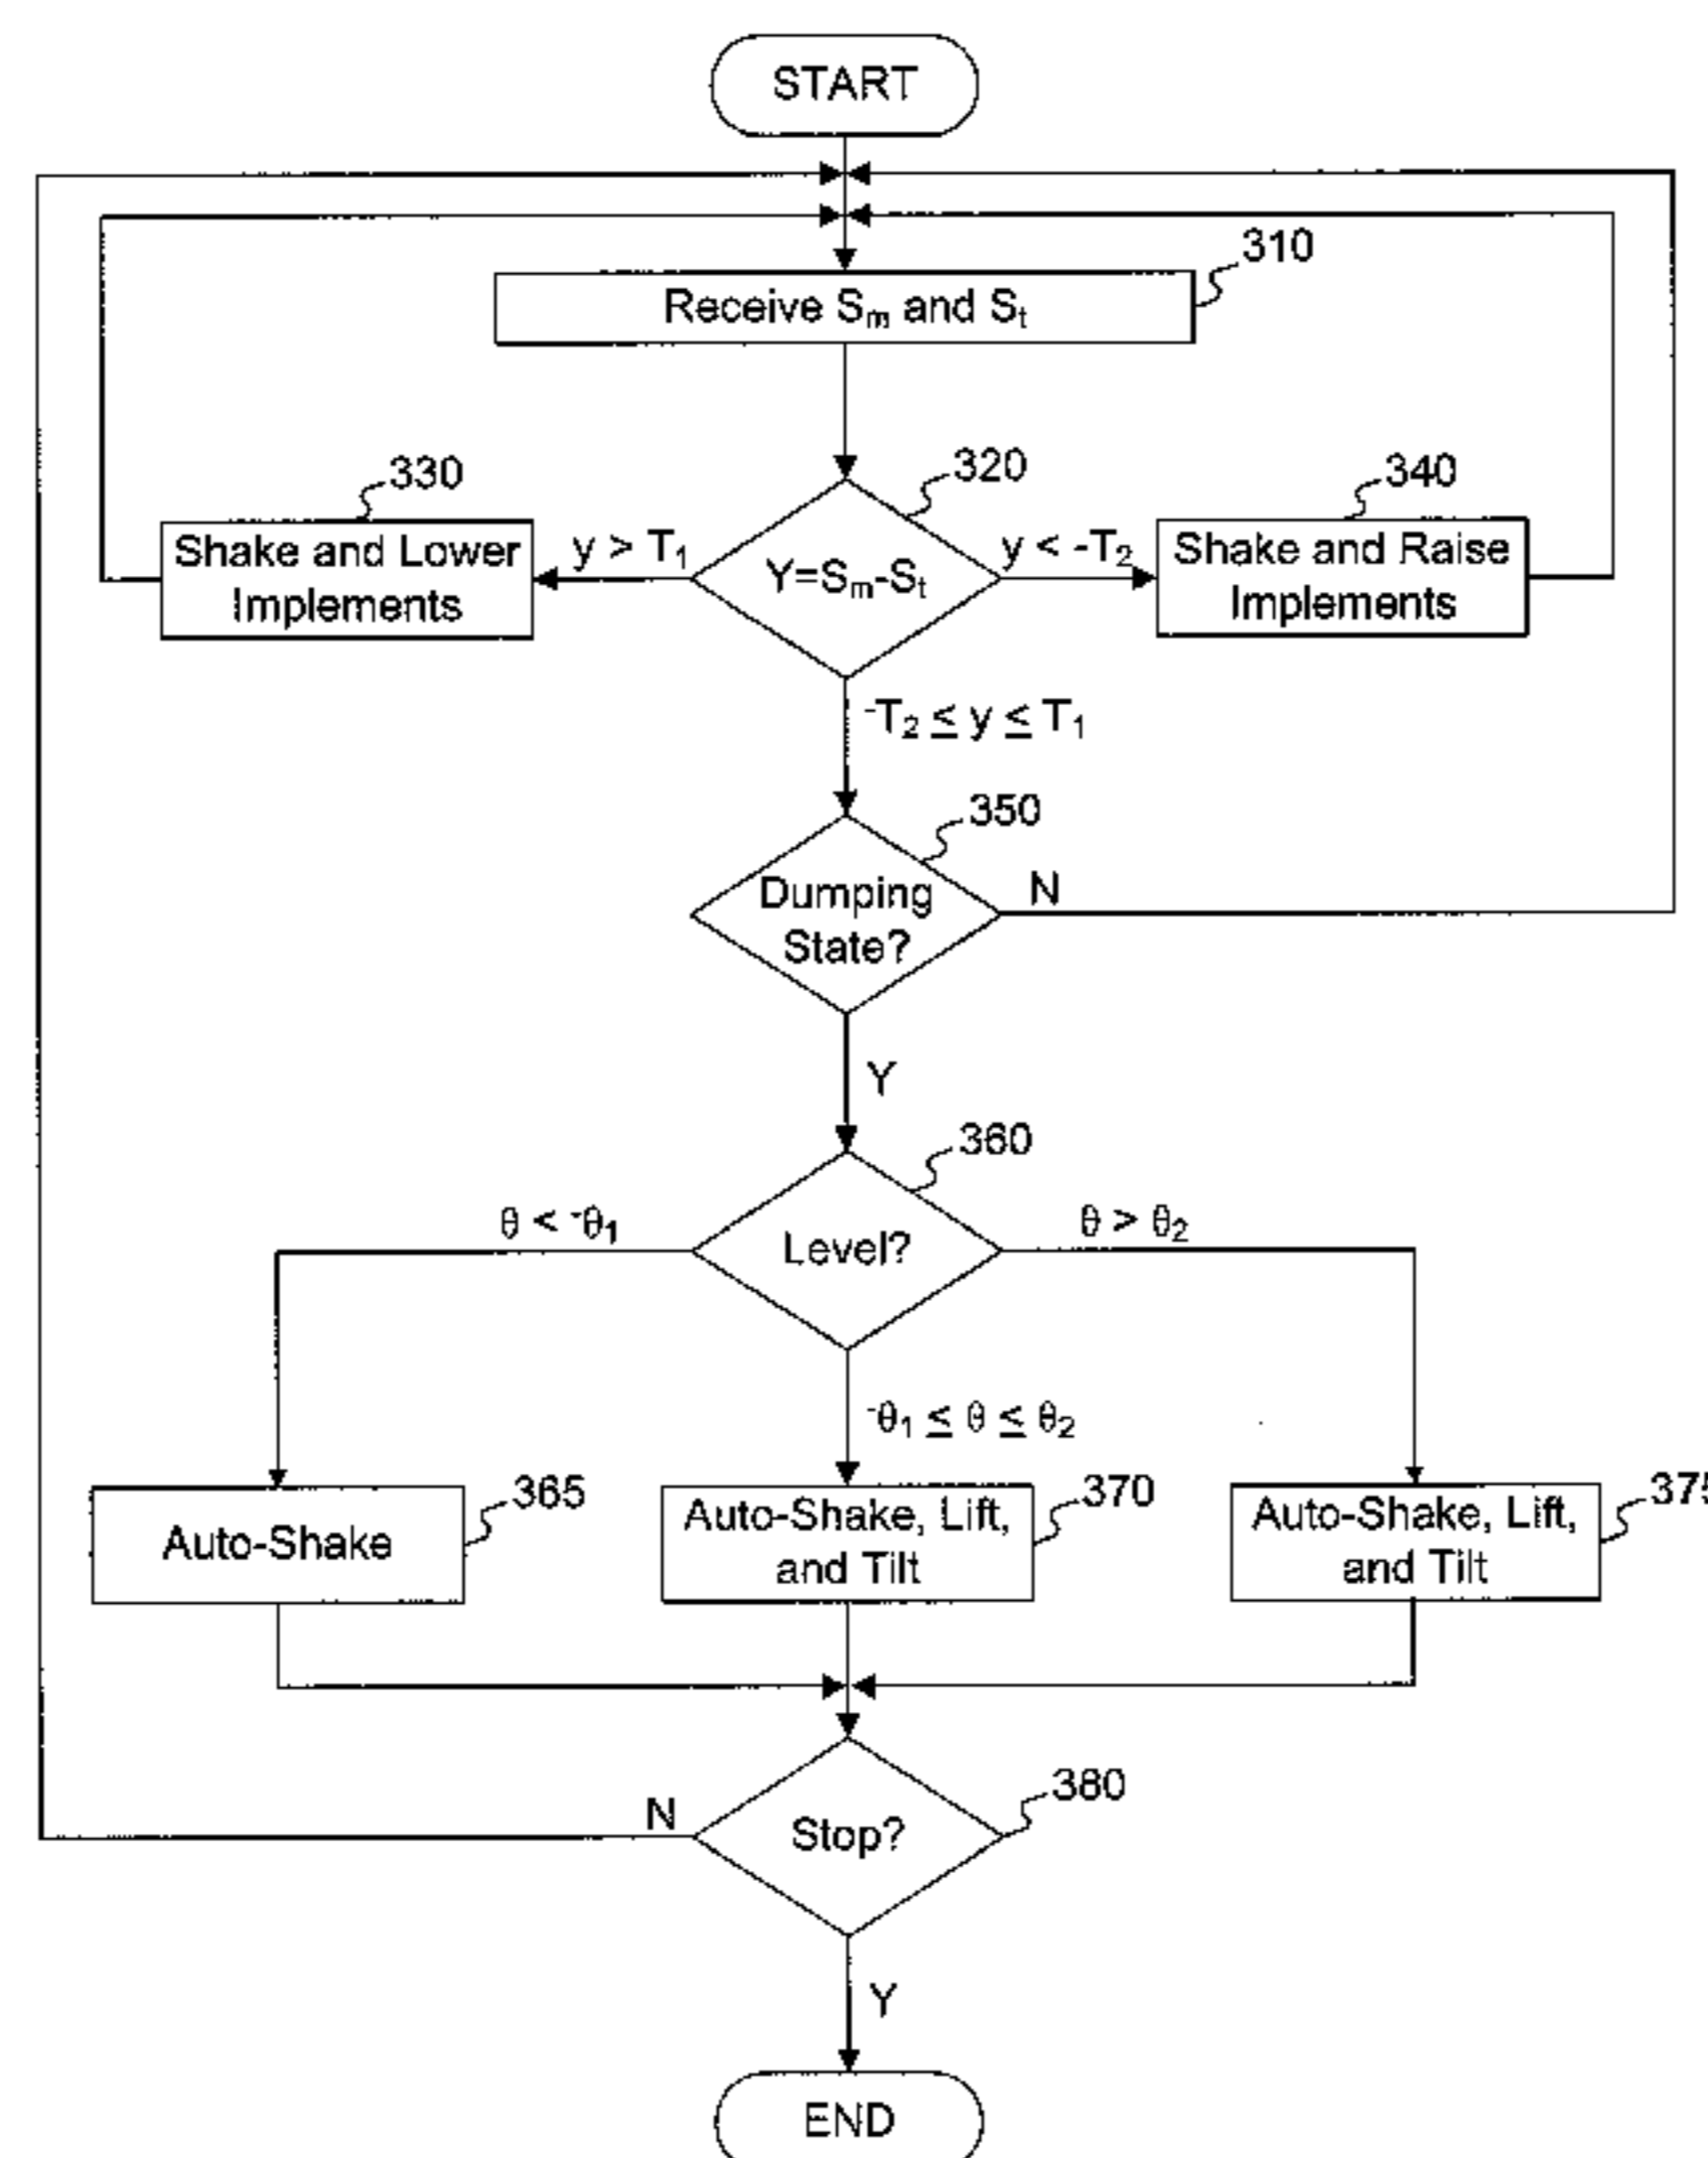 START
310
Receive Sm and St
330
320
340
Shake and Lower
Implements
y > T1
Y=Sm-St
y < -T2
Shake and Raise
Implements
-T2 ≤ y ≤ T1
350
Dumping
State?
N
Y
360
θ < -θ1
Level?
θ > θ2
-θ1 ≤ θ ≤ θ2
365
370
375
Auto-Shake
Auto-Shake, Lift,
and Tilt
Auto-Shake, Lift,
and Tilt
380
N
Stop?
Y
END